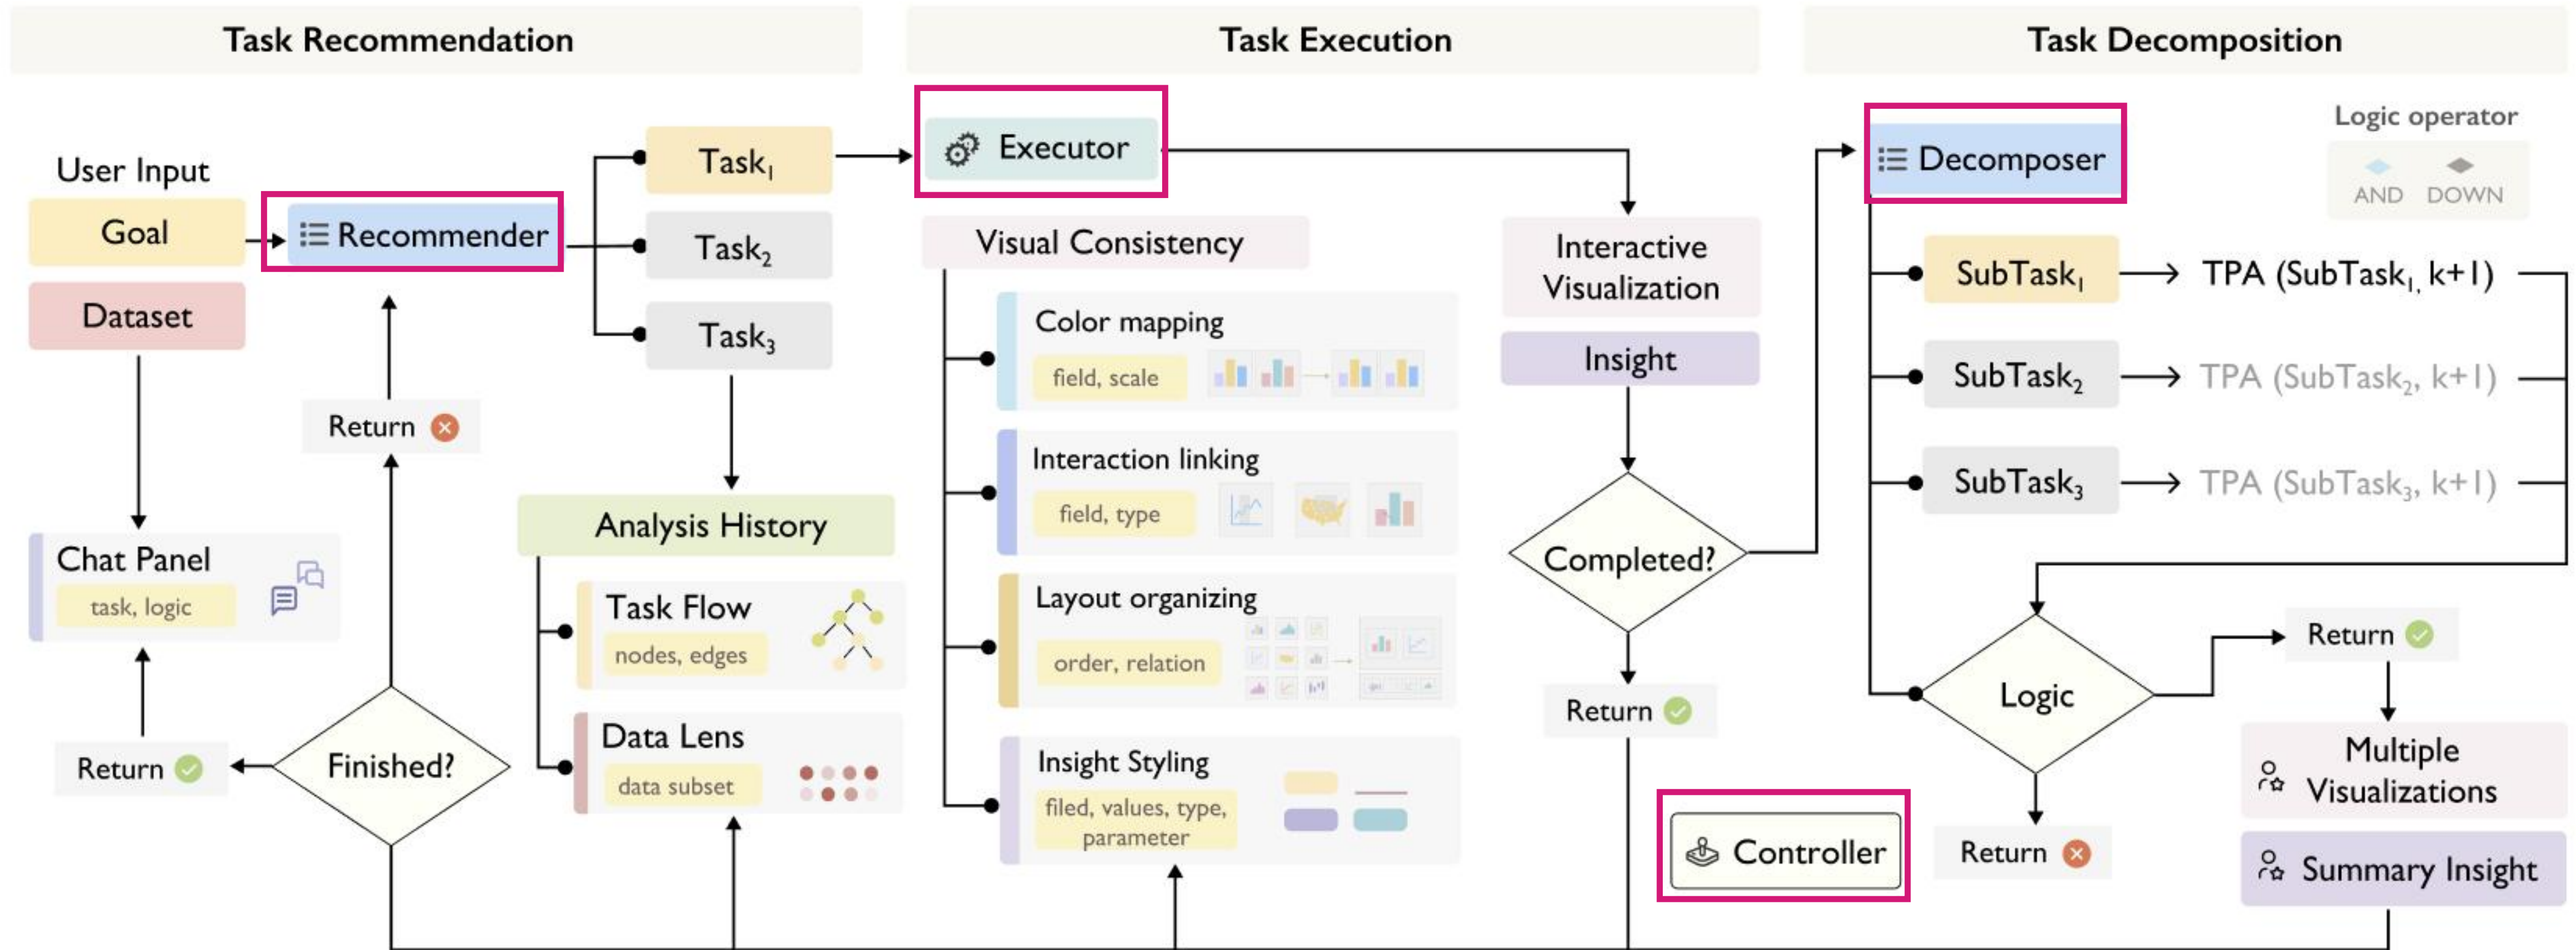 Task Recommendation
User Input
Goal
Dataset
Recommender
Task₁
Task₂
Task₃
Return
Chat Panel
task, logic
Return
Finished?
Analysis History
Task Flow
nodes, edges
Data Lens
data subset
Task Execution
Executor
Visual Consistency
Color mapping
field, scale
Interaction linking
field, type
Layout organizing
order, relation
Insight Styling
filed, values, type,
parameter
Interactive
Visualization
Insight
Completed?
Return
Controller
Task Decomposition
Decomposer
Logic operator
AND DOWN
SubTask₁
TPA (SubTask₁, k+1)
SubTask₂
TPA (SubTask₂, k+1)
SubTask₃
TPA (SubTask₃, k+1)
Logic
Return
Return
Multiple
Visualizations
Summary Insight